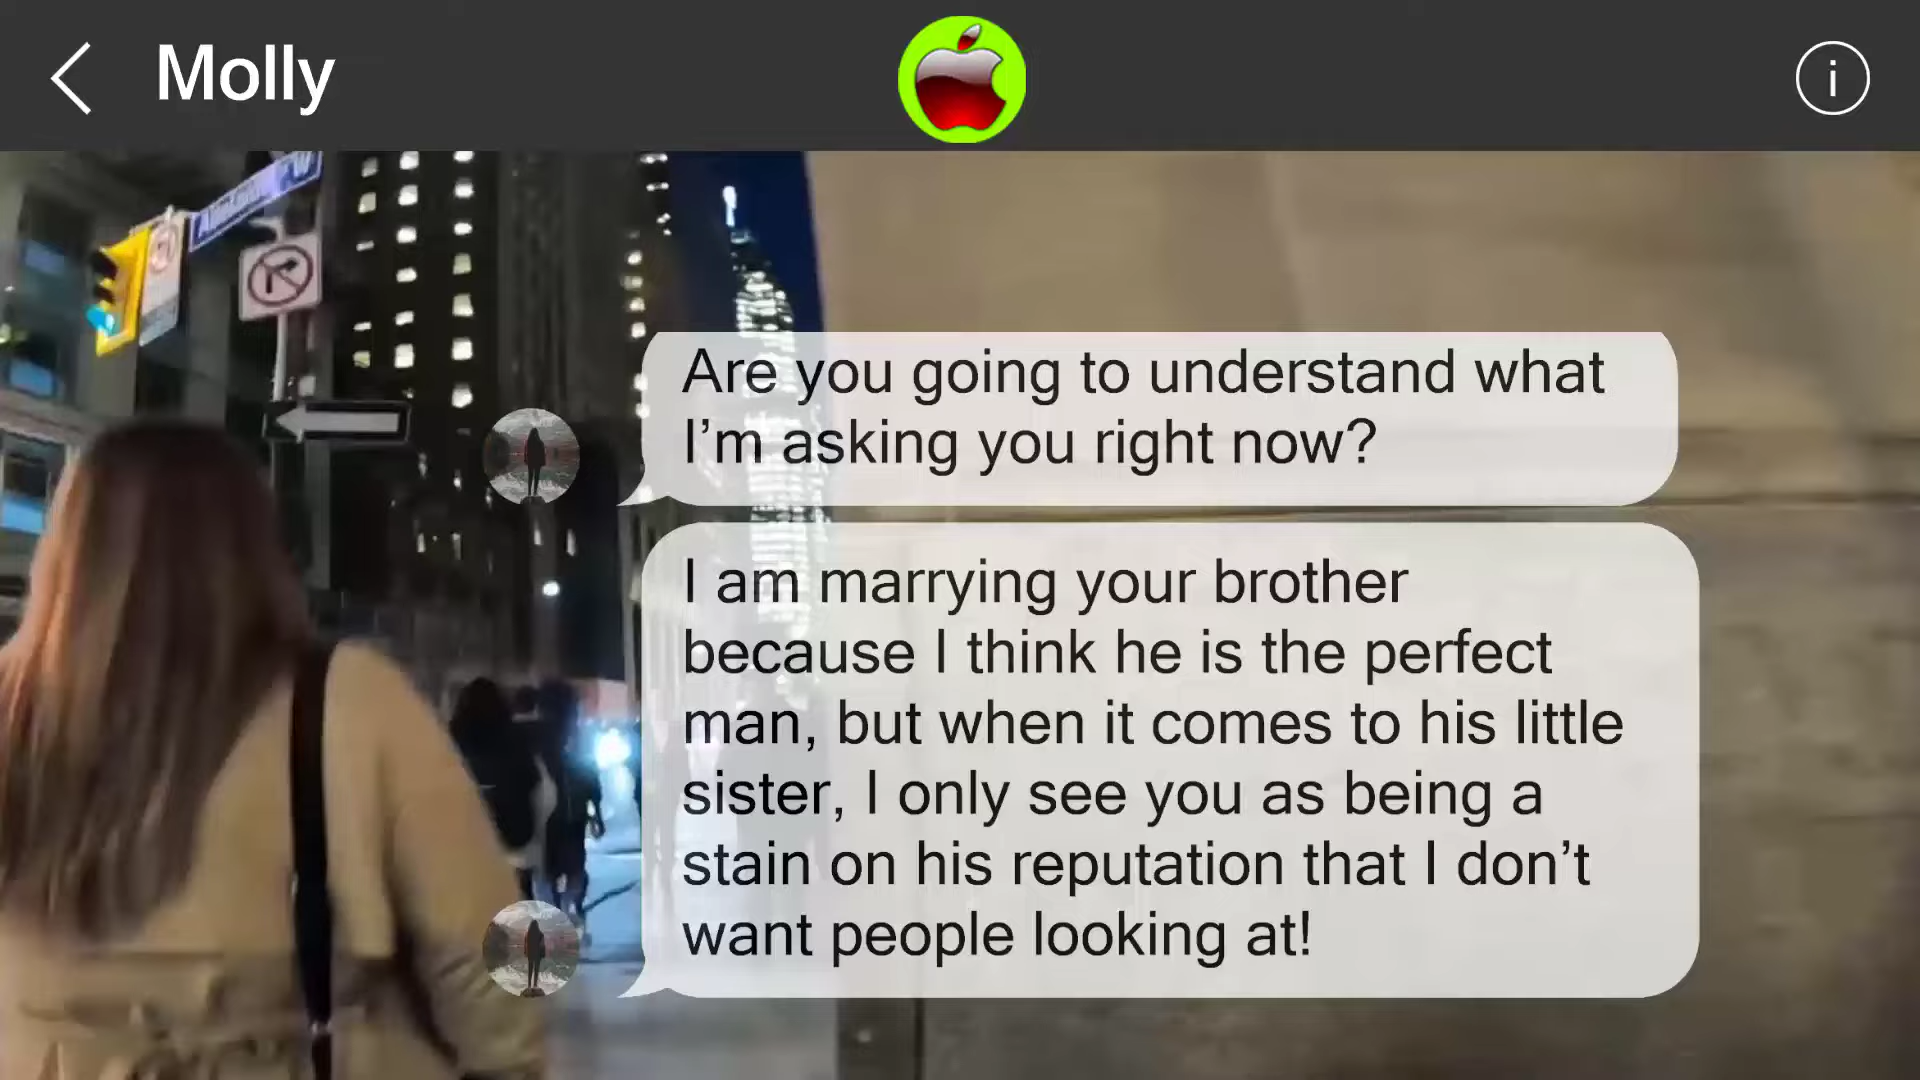 Molly
Are you going to understand what
I'm asking you right now?
I am marrying your brother
because I think he is the perfect
man, but when it comes to his little
sister, I only see you as being a
stain on his reputation that I don't
want people looking at!